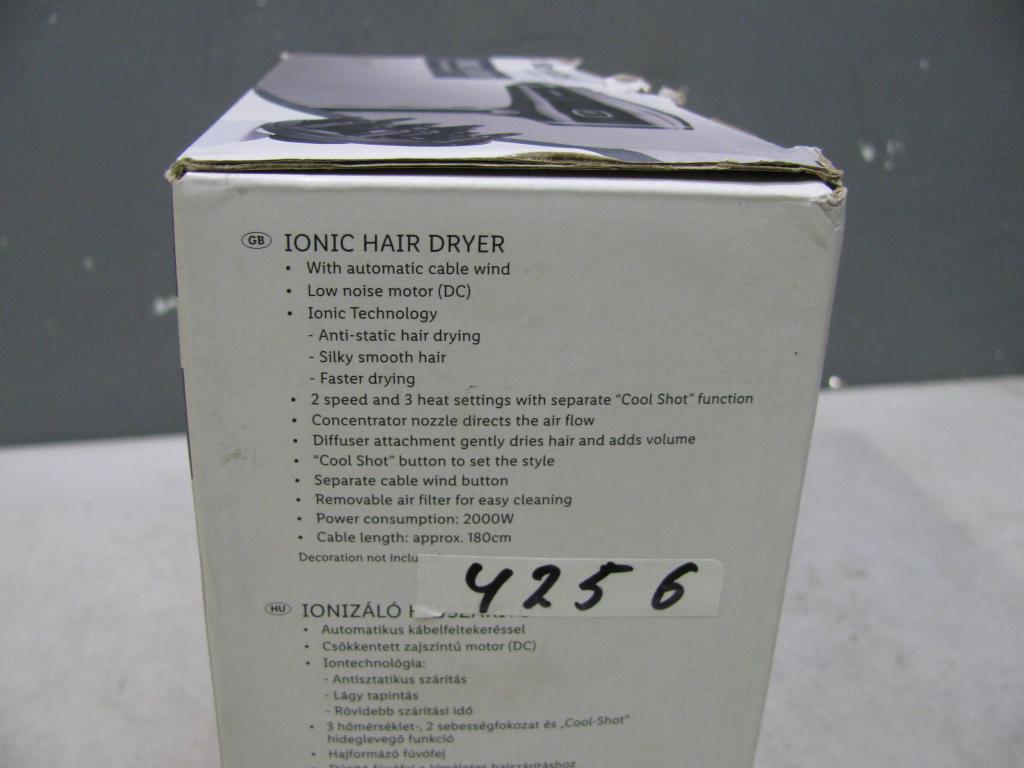 GB IONIC HAIR DRYER
• With automatic cable wind
• Low noise motor (DC)
• Ionic Technology
- Anti-static hair drying
- Silky smooth hair
- Faster drying
• 2 speed and 3 heat settings with separate “Cool Shot” function
• Concentrator nozzle directs the air flow
• Diffuser attachment gently dries hair and adds volume
• “Cool Shot” button to set the style
• Separate cable wind button
• Removable air filter for easy cleaning
• Power consumption: 2000W
• Cable length: approx. 180cm
Decoration not inclu
4256
HU IONIZÁLÓ
• Automatikus kábelfeltekeréssel
• Csökkentett zajszintű motor (DC)
• Iontechnológia:
- Antisztatikus szárítás
- Lágy tapintás
- Rövidebb szárítási idő
• 3 hőmérséklet-, 2 sebességfokozat és „Cool-Shot”
hideglevegő funkció
• Hajformázó fúvófej